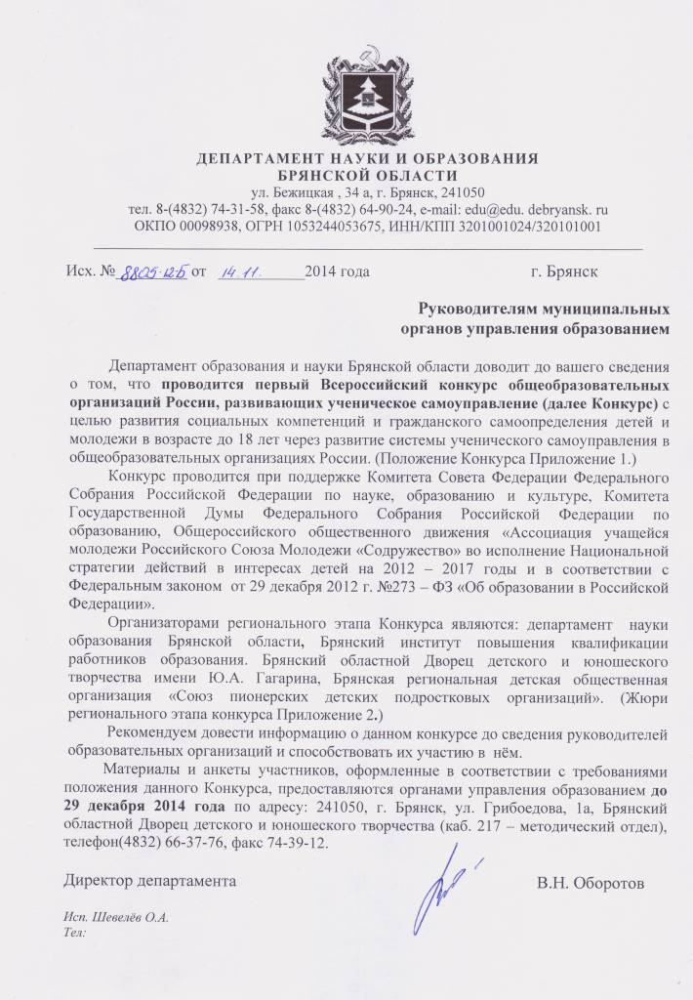 ДЕПАРТАМЕНТ НАУКИ И ОБРАЗОВАНИЯ
БРЯНСКОЙ ОБЛАСТИ
ул. Бежицкая , 34 а, г. Брянск, 241050
тел. 8-(4832) 74-31-58, факс 8-(4832) 64-90-24, e-mail: edu@edu. debryansk. ru
ОКПО 00098938, ОГРН 1053244053675, ИНН/КПП 3201001024/320101001
Исх. № 8805-12-Б от 14.11. 2014 года г. Брянск
Руководителям муниципальных
органов управления образованием
Департамент образования и науки Брянской области доводит до вашего сведения
о том, что проводится первый Всероссийский конкурс общеобразовательных
организаций России, развивающих ученическое самоуправление (далее Конкурс) с
целью развития социальных компетенций и гражданского самоопределения детей и
молодежи в возрасте до 18 лет через развитие системы ученического самоуправления в
общеобразовательных организациях России. (Положение Конкурса Приложение 1.)
Конкурс проводится при поддержке Комитета Совета Федерации Федерального
Собрания Российской Федерации по науке, образованию и культуре, Комитета
Государственной Думы Федерального Собрания Российской Федерации по
образованию, Общероссийского общественного движения «Ассоциация учащейся
молодежи Российского Союза Молодежи «Содружество» во исполнение Национальной
стратегии действий в интересах детей на 2012 – 2017 годы и в соответствии с
Федеральным законом от 29 декабря 2012 г. №273 – ФЗ «Об образовании в Российской
Федерации».
Организаторами регионального этапа Конкурса являются: департамент науки
образования Брянской области, Брянский институт повышения квалификации
работников образования. Брянский областной Дворец детского и юношеского
творчества имени Ю.А. Гагарина, Брянская региональная детская общественная
организация «Союз пионерских детских подростковых организаций». (Жюри
регионального этапа конкурса Приложение 2.)
Рекомендуем довести информацию о данном конкурсе до сведения руководителей
образовательных организаций и способствовать их участию в нём.
Материалы и анкеты участников, оформленные в соответствии с требованиями
положения данного Конкурса, предоставляются органами управления образованием до
29 декабря 2014 года по адресу: 241050, г. Брянск, ул. Грибоедова, 1а, Брянский
областной Дворец детского и юношеского творчества (каб. 217 – методический отдел),
телефон(4832) 66-37-76, факс 74-39-12.
Директор департамента В.Н. Оборотов
Исп. Шевелёв О.А.
Тел: